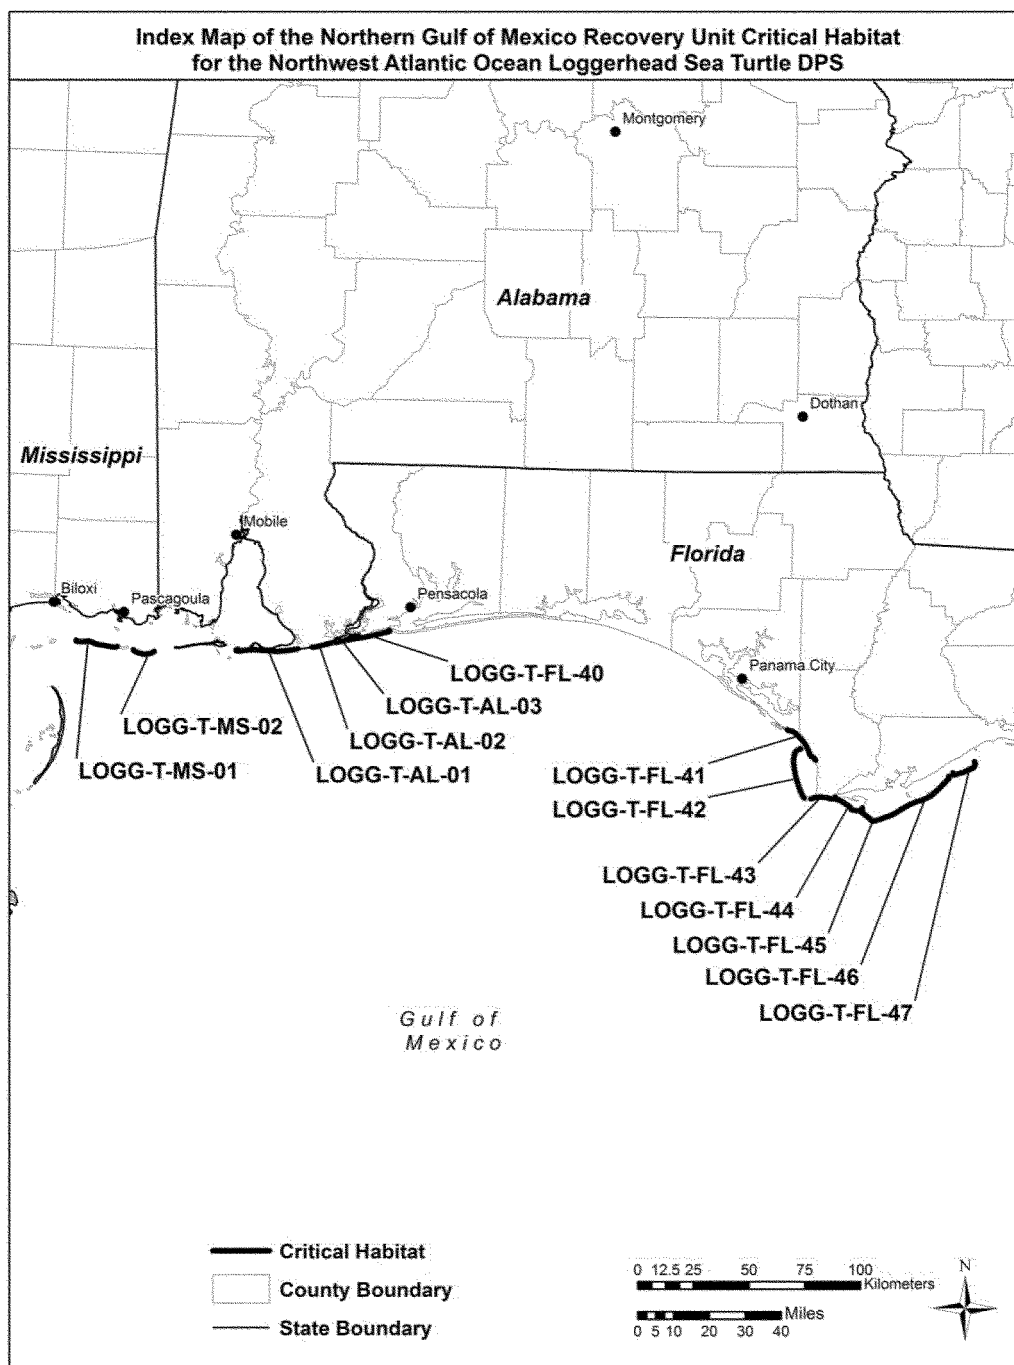 Index Map of the Northern Gulf of Mexico Recovery Unit Critical Habitat
for the Northwest Atlantic Ocean Loggerhead Sea Turtle DPS
Montgomery
Alabama
Dothan
Mississippi
Mobile
Florida
Biloxi
Pascagoula
Pensacola
Panama City
LOGG-T-FL-40
LOGG-T-AL-03
LOGG-T-MS-02
LOGG-T-AL-02
LOGG-T-MS-01
LOGG-T-AL-01
LOGG-T-FL-41
LOGG-T-FL-42
LOGG-T-FL-43
LOGG-T-FL-44
LOGG-T-FL-45
LOGG-T-FL-46
LOGG-T-FL-47
Gulf of
Mexico
Critical Habitat
County Boundary
State Boundary
0 12.5 25 50 75 100
Kilometers
Miles
0 5 10 20 30 40
N